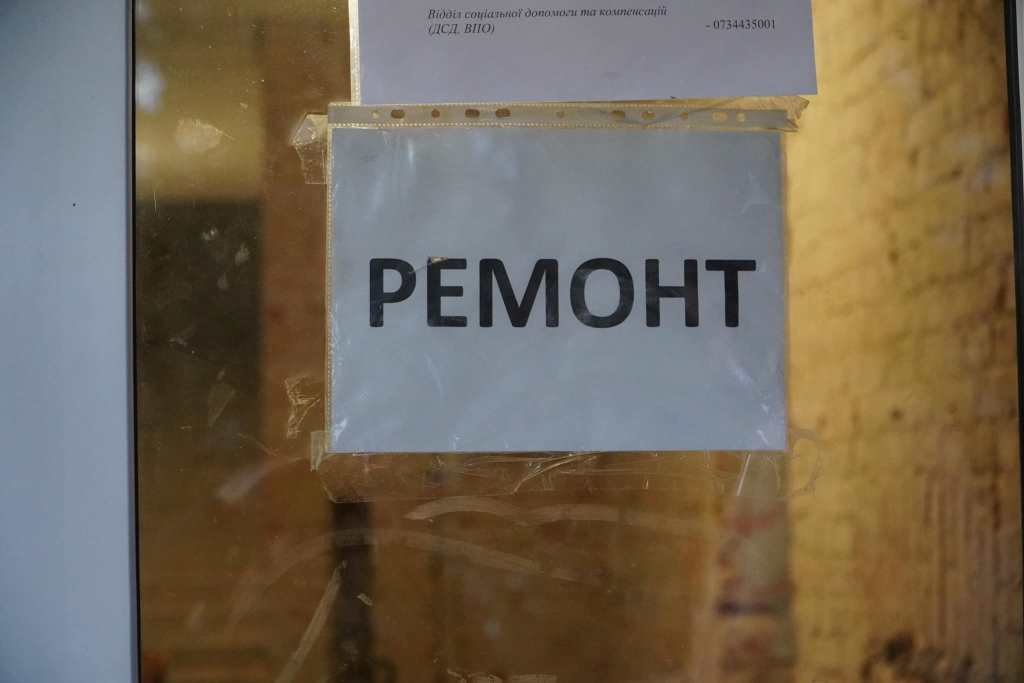 Відділ соціальної допомоги та компенсацій
(ДСД, ВПО) - 0734435001
РЕМОНТ